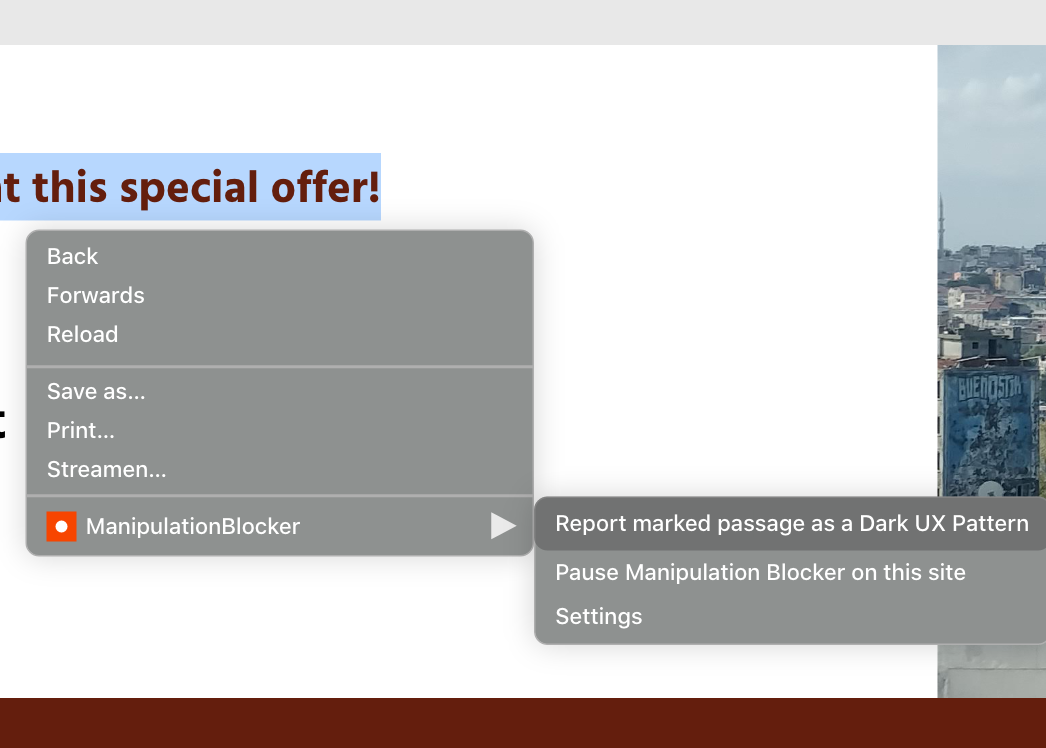 t this special offer!
Back
Forwards
Reload
Save as...
Print...
Streamen...
ManipulationBlocker
Report marked passage as a Dark UX Pattern
Pause Manipulation Blocker on this site
Settings